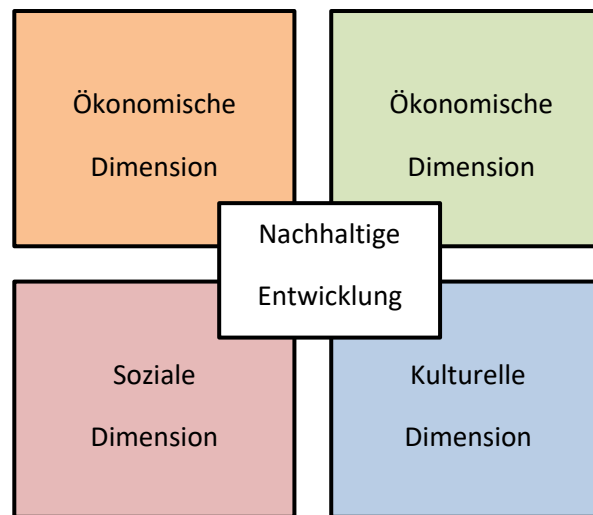 Ökonomische
Dimension
Ökonomische
Dimension
Nachhaltige
Entwicklung
Soziale
Dimension
Kulturelle
Dimension